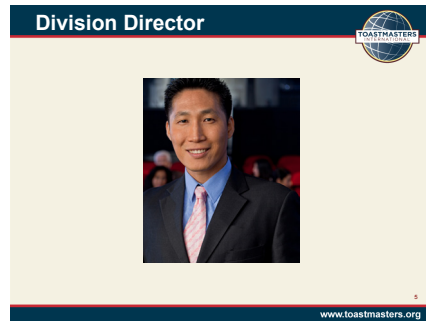 Division Director
TOASTMASTERS
INTERNATIONAL
5
www.toastmasters.org